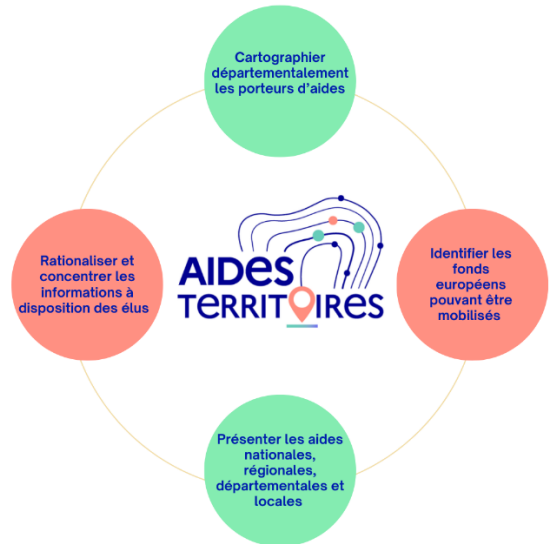 Cartographier
départementalement
les porteurs d’aides
Rationaliser et
concentrer les
informations à
disposition des élus
AIDES
TERRITOIRES
Identifier les
fonds
européens
pouvant être
mobilisés
Présenter les aides
nationales,
régionales,
départementales et
locales